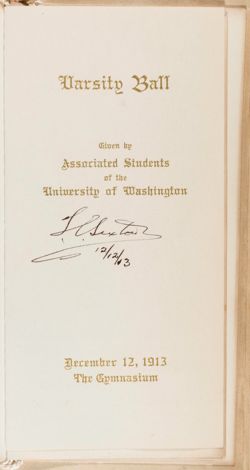 Varsity Ball
Given by
Associated Students
of the
University of Washington
12/12/13
December 12, 1913
The Gymnasium